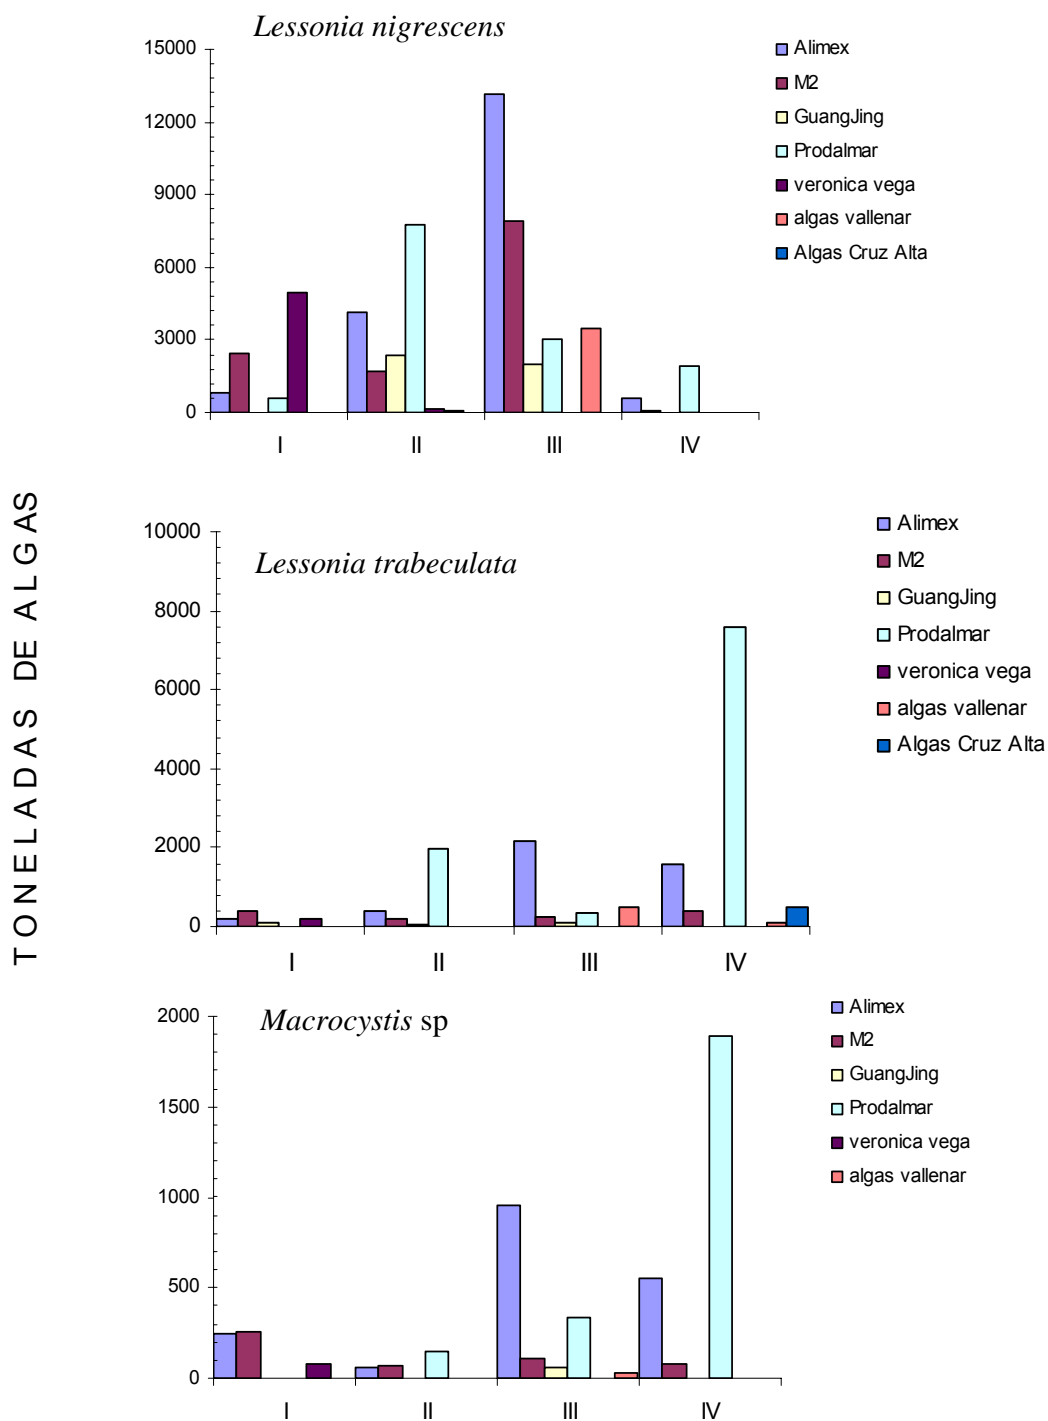 Lessonia nigrescens
15000
12000
9000
6000
3000
0
I II III IV
Alimex
M2
GuangJing
Prodalmar
veronica vega
algas vallenar
Algas Cruz Alta
TONELADAS DE ALGAS
Lessonia trabeculata
10000
8000
6000
4000
2000
0
I II III IV
Alimex
M2
GuangJing
Prodalmar
veronica vega
algas vallenar
Algas Cruz Alta
Macrocystis sp
2000
1500
1000
500
0
I II III IV
Alimex
M2
GuangJing
Prodalmar
veronica vega
algas vallenar